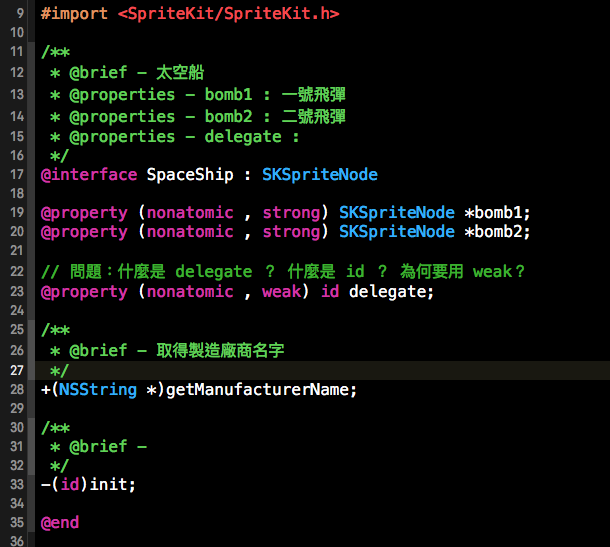 9 #import <SpriteKit/SpriteKit.h>
10
11 /**
12  * @brief - 太空船
13  * @properties - bomb1 : 一號飛彈
14  * @properties - bomb2 : 二號飛彈
15  * @properties - delegate :
16  */
17 @interface SpaceShip : SKSpriteNode
18
19 @property (nonatomic , strong) SKSpriteNode *bomb1;
20 @property (nonatomic , strong) SKSpriteNode *bomb2;
21
22 // 問題：什麼是 delegate ? 什麼是 id ? 為何要用 weak？
23 @property (nonatomic , weak) id delegate;
24
25 /**
26  * @brief - 取得製造廠商名字
27  */
28 +(NSString *)getManufacturerName;
29
30 /**
31  * @brief -
32  */
33 -(id)init;
34
35 @end
36